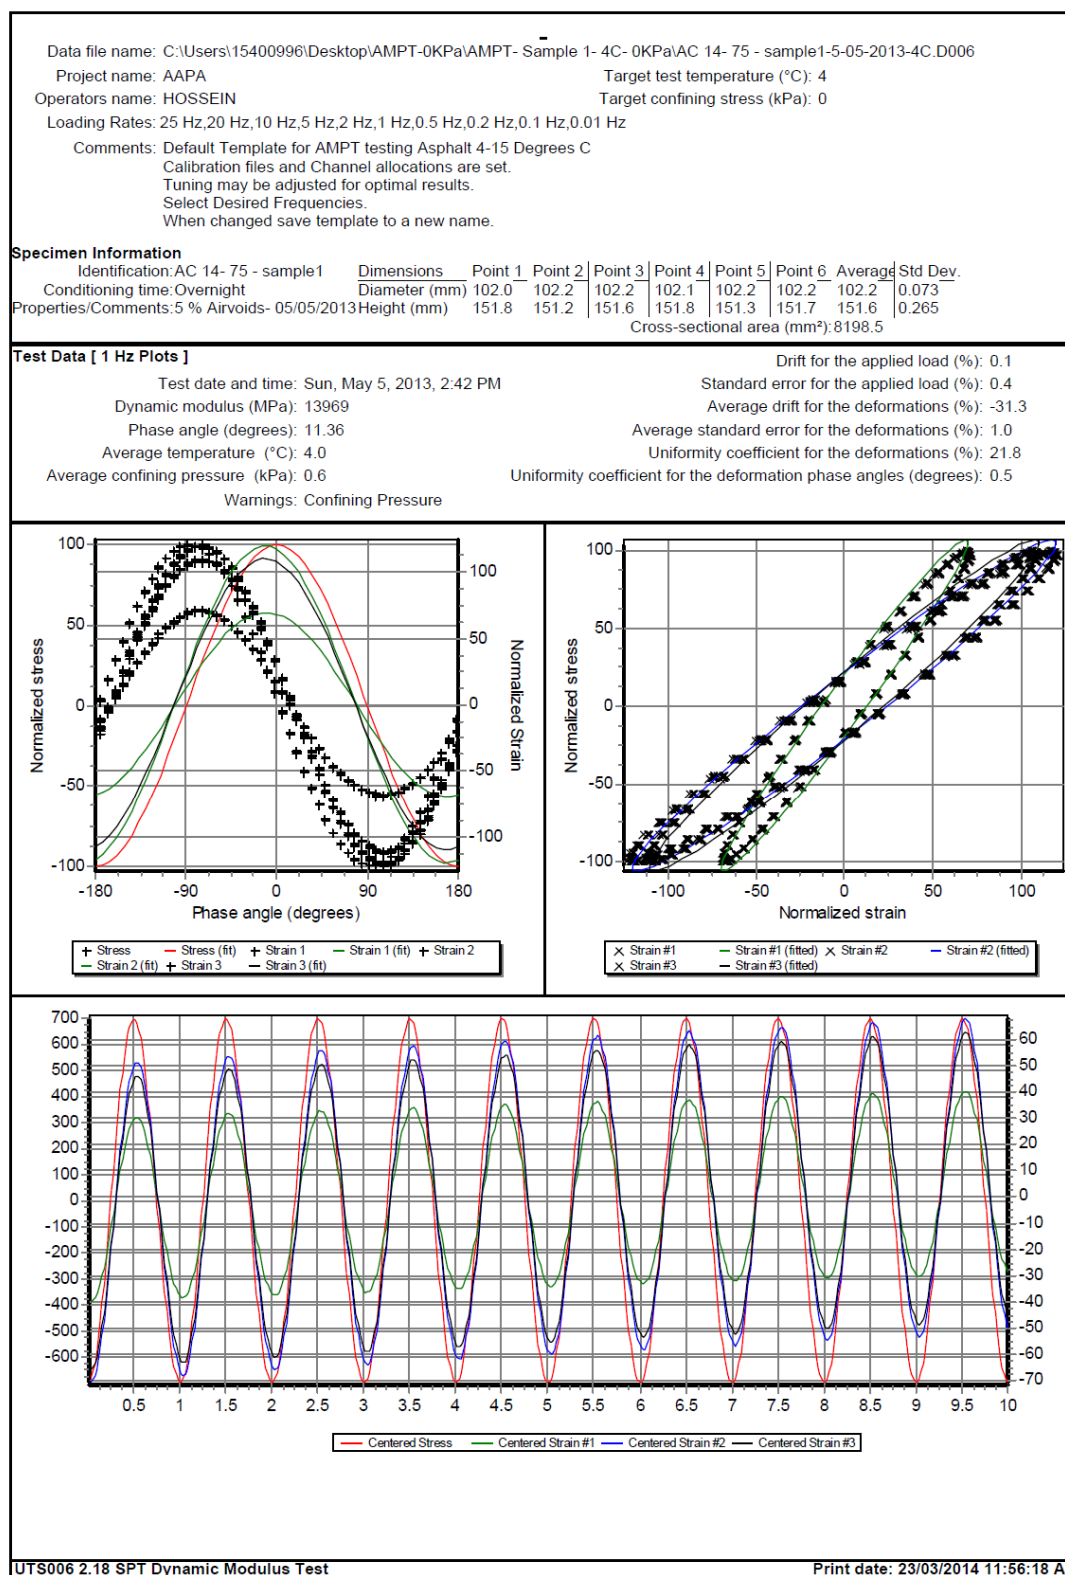 Data file name: C:\Users\15400996\Desktop\AMPT-0KPa\AMPT- Sample 1- 4C- 0KPa\AC 14- 75 - sample1-5-05-2013-4C.D006
Project name: AAPA Target test temperature (°C): 4
Operators name: HOSSEIN Target confining stress (kPa): 0
Loading Rates: 25 Hz,20 Hz,10 Hz,5 Hz,2 Hz,1 Hz,0.5 Hz,0.2 Hz,0.1 Hz,0.01 Hz
Comments: Default Template for AMPT testing Asphalt 4-15 Degrees C
Calibration files and Channel allocations are set.
Tuning may be adjusted for optimal results.
Select Desired Frequencies.
When changed save template to a new name.
Specimen Information
Identification: AC 14- 75 - sample1 Dimensions Point 1 Point 2 Point 3 Point 4 Point 5 Point 6 Average Std Dev.
Conditioning time: Overnight Diameter (mm) 102.0 102.2 102.2 102.1 102.2 102.2 102.2 0.073
Properties/Comments: 5 % Airvoids- 05/05/2013 Height (mm) 151.8 151.2 151.6 151.8 151.3 151.7 151.6 0.265
Cross-sectional area (mm²): 8198.5
Test Data [ 1 Hz Plots ] Drift for the applied load (%): 0.1
Test date and time: Sun, May 5, 2013, 2:42 PM Standard error for the applied load (%): 0.4
Dynamic modulus (MPa): 13969 Average drift for the deformations (%): -31.3
Phase angle (degrees): 11.36 Average standard error for the deformations (%): 1.0
Average temperature (°C): 4.0 Uniformity coefficient for the deformations (%): 21.8
Average confining pressure (kPa): 0.6 Uniformity coefficient for the deformation phase angles (degrees): 0.5
Warnings: Confining Pressure
100
50
0
-50
-100
Normalized stress
100
50
0
-50
-100
Normalized Strain
-180 -90 0 90 180
Phase angle (degrees)
Stress Stress (fit) Strain 1 Strain 1 (fit) Strain 2
Strain 2 (fit) Strain 3 Strain 3 (fit)
100
50
0
-50
-100
Normalized stress
-100 -50 0 50 100
Normalized strain
Strain #1 Strain #1 (fitted) Strain #2 Strain #2 (fitted)
Strain #3 Strain #3 (fitted)
700
600
500
400
300
200
100
0
-100
-200
-300
-400
-500
-600
60
50
40
30
20
10
0
-10
-20
-30
-40
-50
-60
-70
0.5 1 1.5 2 2.5 3 3.5 4 4.5 5 5.5 6 6.5 7 7.5 8 8.5 9 9.5 10
Centered Stress Centered Strain #1 Centered Strain #2 Centered Strain #3
UTS006 2.18 SPT Dynamic Modulus Test Print date: 23/03/2014 11:56:18 A